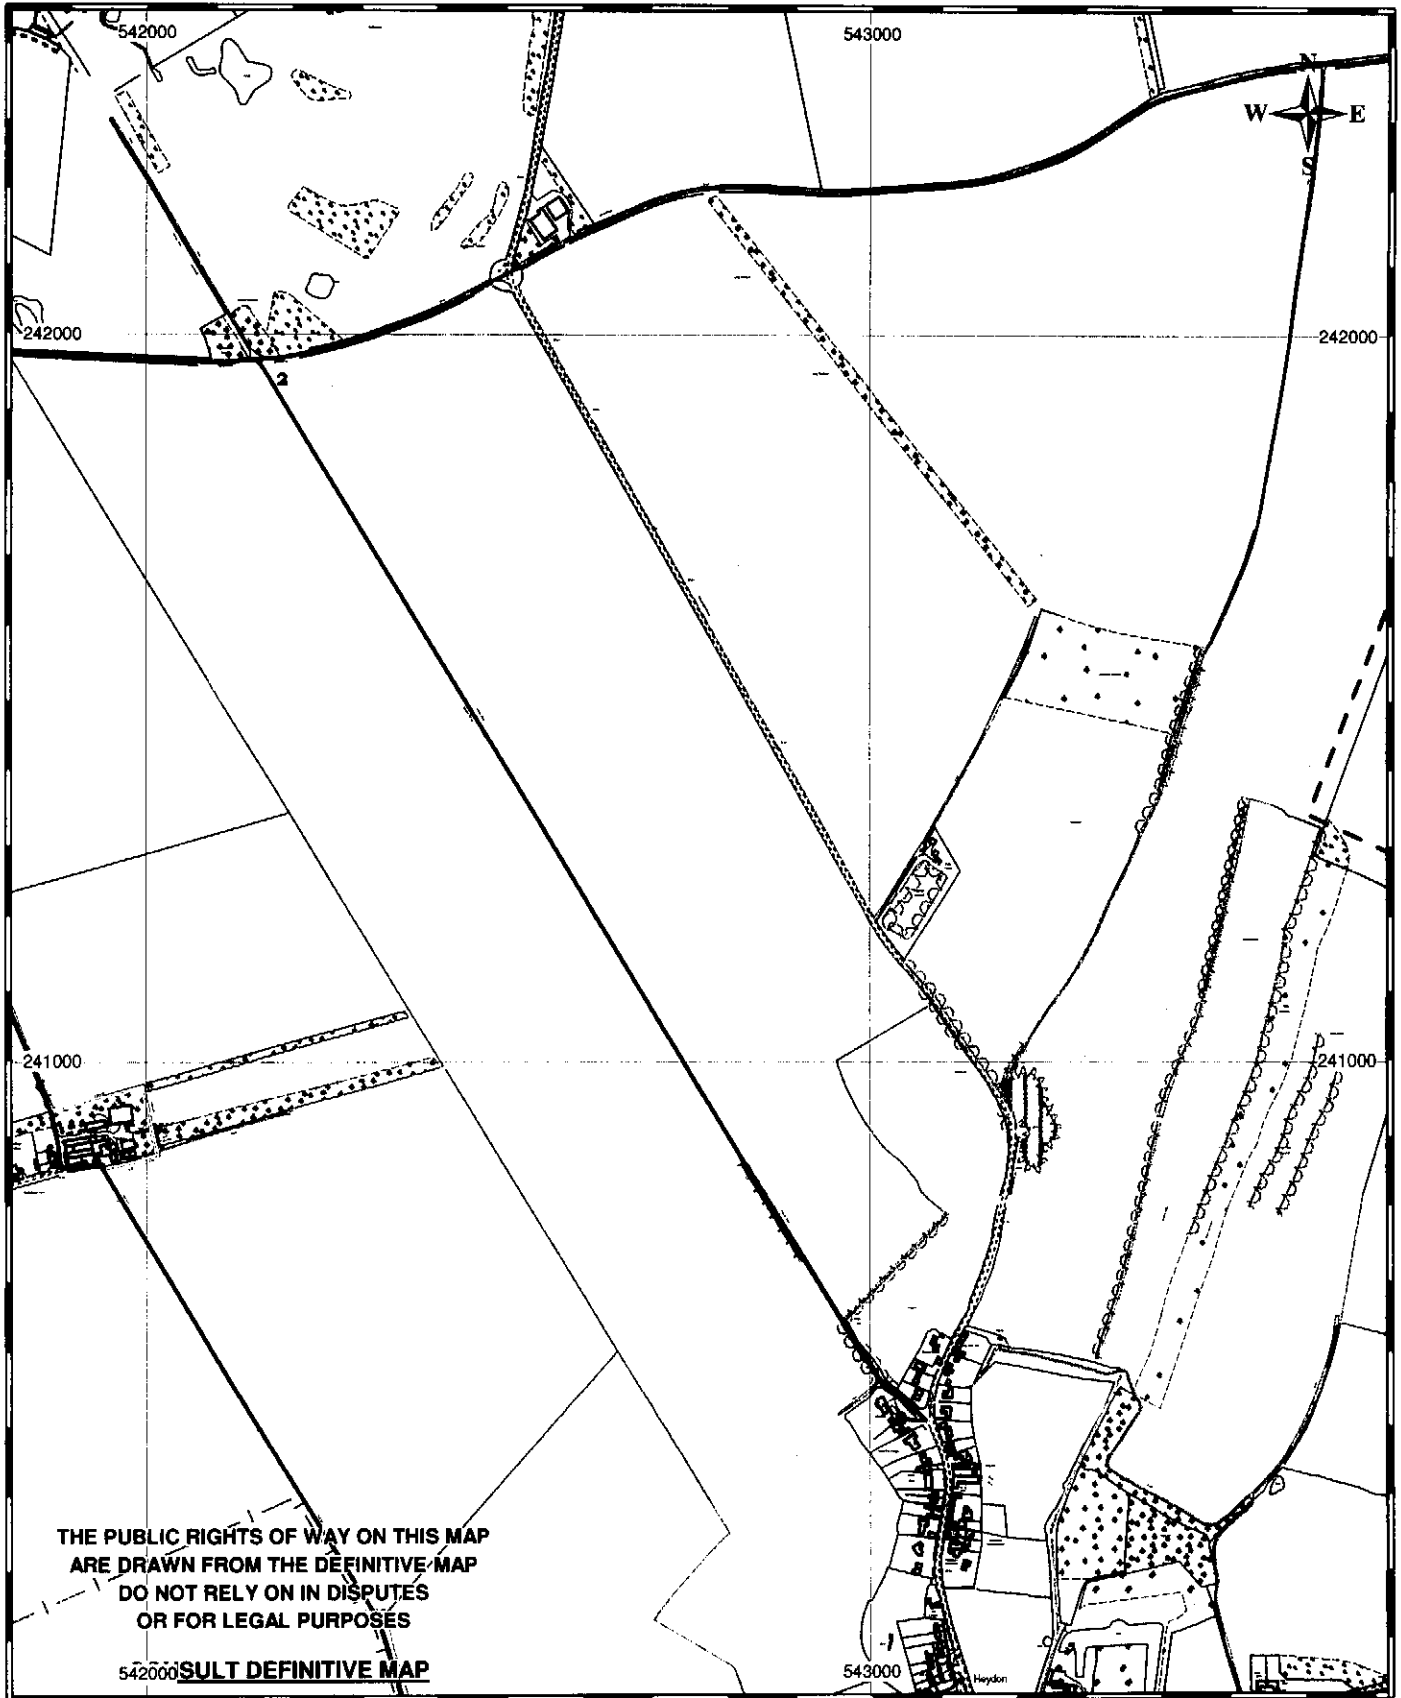 542000
543000
N
W E
S
242000
242000
2
241000
241000
THE PUBLIC RIGHTS OF WAY ON THIS MAP
ARE DRAWN FROM THE DEFINITIVE MAP
DO NOT RELY ON IN DISPUTES
OR FOR LEGAL PURPOSES
542000 SULT DEFINITIVE MAP
543000
Heydon